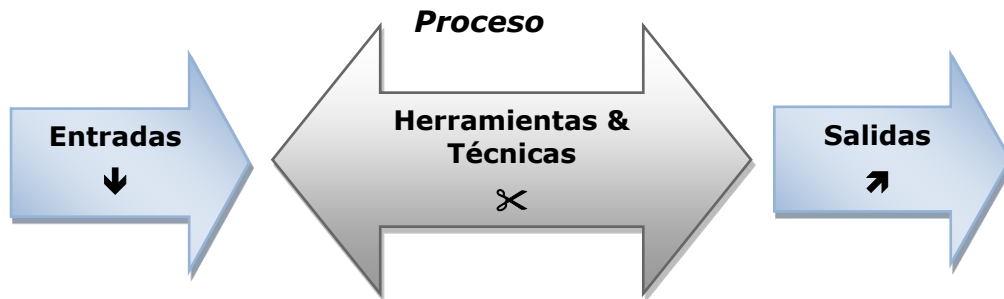 Proceso
Entradas
Herramientas &
Técnicas
Salidas